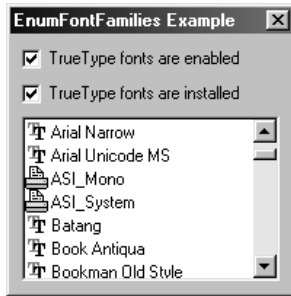 EnumFontFamilies Example
TrueType fonts are enabled
TrueType fonts are installed
Arial Narrow
Arial Unicode MS
ASI_Mono
ASI_System
Batang
Book Antiqua
Bookman Old Style